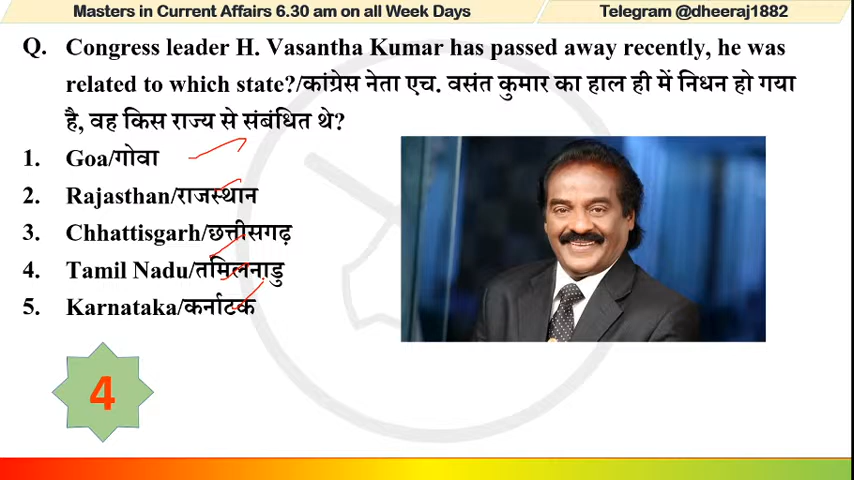 Masters in Current Affairs 6.30 am on all Week Days
Telegram @dheeraj1882
Q. Congress leader H. Vasantha Kumar has passed away recently, he was
related to which state?/कांग्रेस नेता एच. वसंत कुमार का हाल ही में निधन हो गया
है, वह किस राज्य से संबंधित थे?
1. Goa/गोवा
2. Rajasthan/राजस्थान
3. Chhattisgarh/छत्तीसगढ़
4. Tamil Nadu/तमिलनाडु
5. Karnataka/कर्नाटक
4